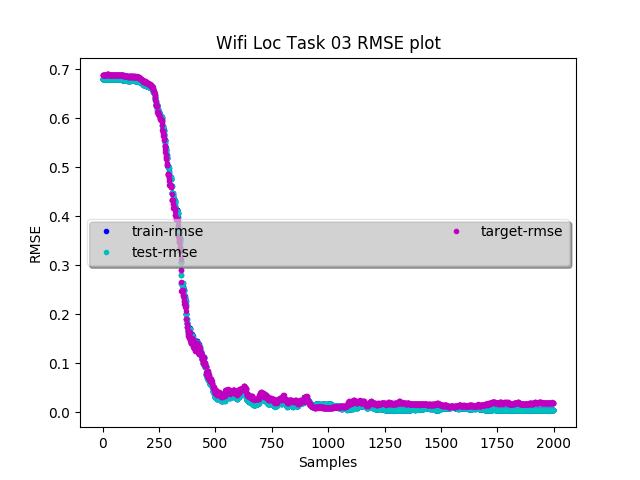 Wifi Loc Task 03 RMSE plot
0.7
0.6
0.5
0.4
0.3
0.2
0.1
0.0
RMSE
train-rmse
test-rmse
target-rmse
0 250 500 750 1000 1250 1500 1750 2000
Samples